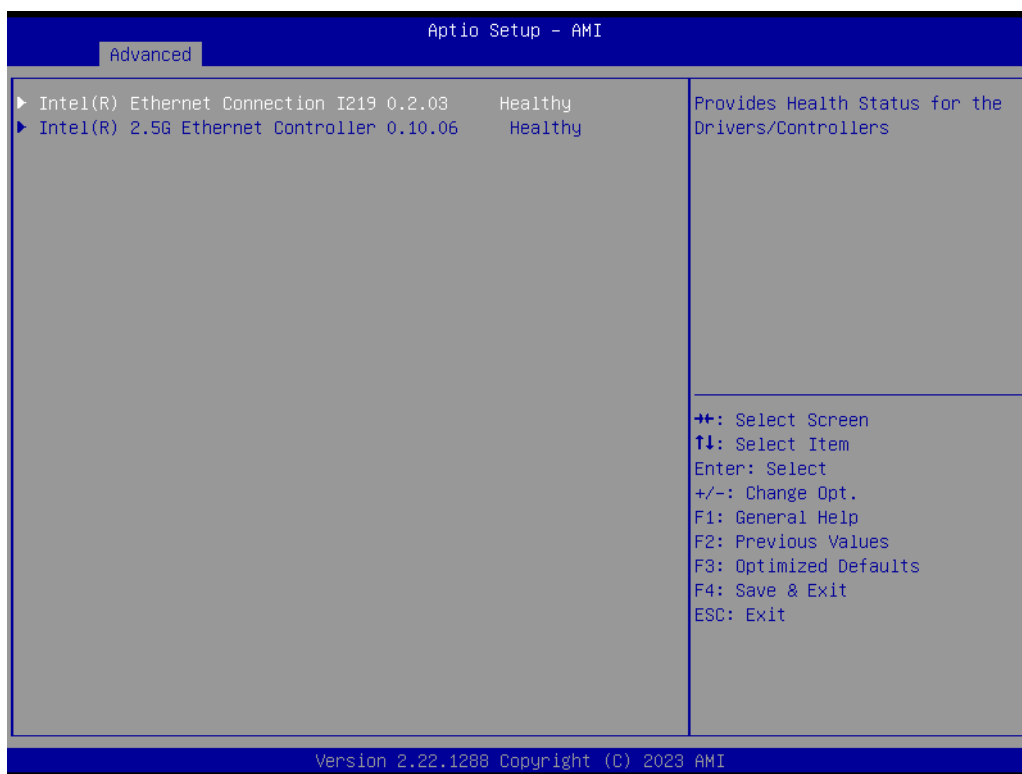 Aptio Setup – AMI
Advanced
▶ Intel(R) Ethernet Connection I219 0.2.03 Healthy
▶ Intel(R) 2.5G Ethernet Controller 0.10.06 Healthy
Provides Health Status for the
Drivers/Controllers
→←: Select Screen
↑↓: Select Item
Enter: Select
+/-: Change Opt.
F1: General Help
F2: Previous Values
F3: Optimized Defaults
F4: Save & Exit
ESC: Exit
Version 2.22.1288 Copyright (C) 2023 AMI